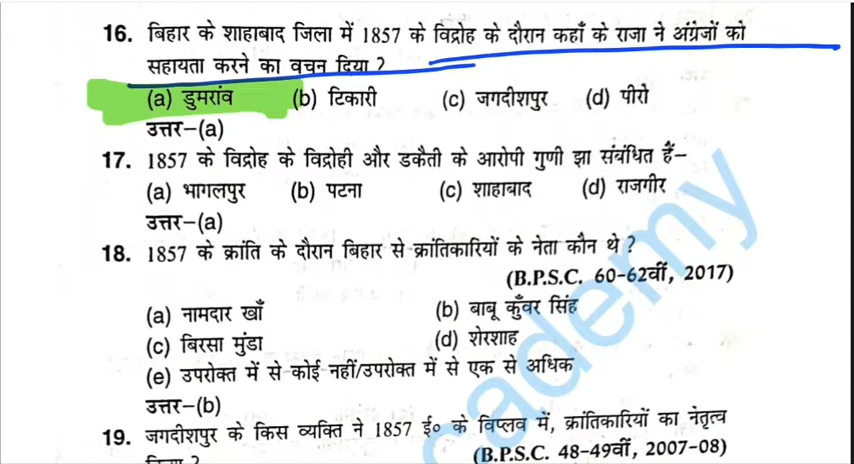 16. बिहार के शाहाबाद जिला में 1857 के विद्रोह के दौरान कहाँ के राजा ने अंग्रेजों को
सहायता करने का वचन दिया ?
(a) डुमरांव (b) टिकारी (c) जगदीशपुर (d) पीरो
उत्तर–(a)
17. 1857 के विद्रोह के विद्रोही और डकैती के आरोपी गुणी झा संबंधित हैं–
(a) भागलपुर (b) पटना (c) शाहाबाद (d) राजगीर
उत्तर–(a)
18. 1857 के क्रांति के दौरान बिहार से क्रांतिकारियों के नेता कौन थे ?
(B.P.S.C. 60-62वीं, 2017)
(a) नामदार खाँ (b) बाबू कुँवर सिंह
(c) बिरसा मुंडा (d) शेरशाह
(e) उपरोक्त में से कोई नहीं/उपरोक्त में से एक से अधिक
उत्तर–(b)
19. जगदीशपुर के किस व्यक्ति ने 1857 ई० के विप्लव में, क्रांतिकारियों का नेतृत्व
(B.P.S.C. 48-49वीं, 2007-08)
cademy